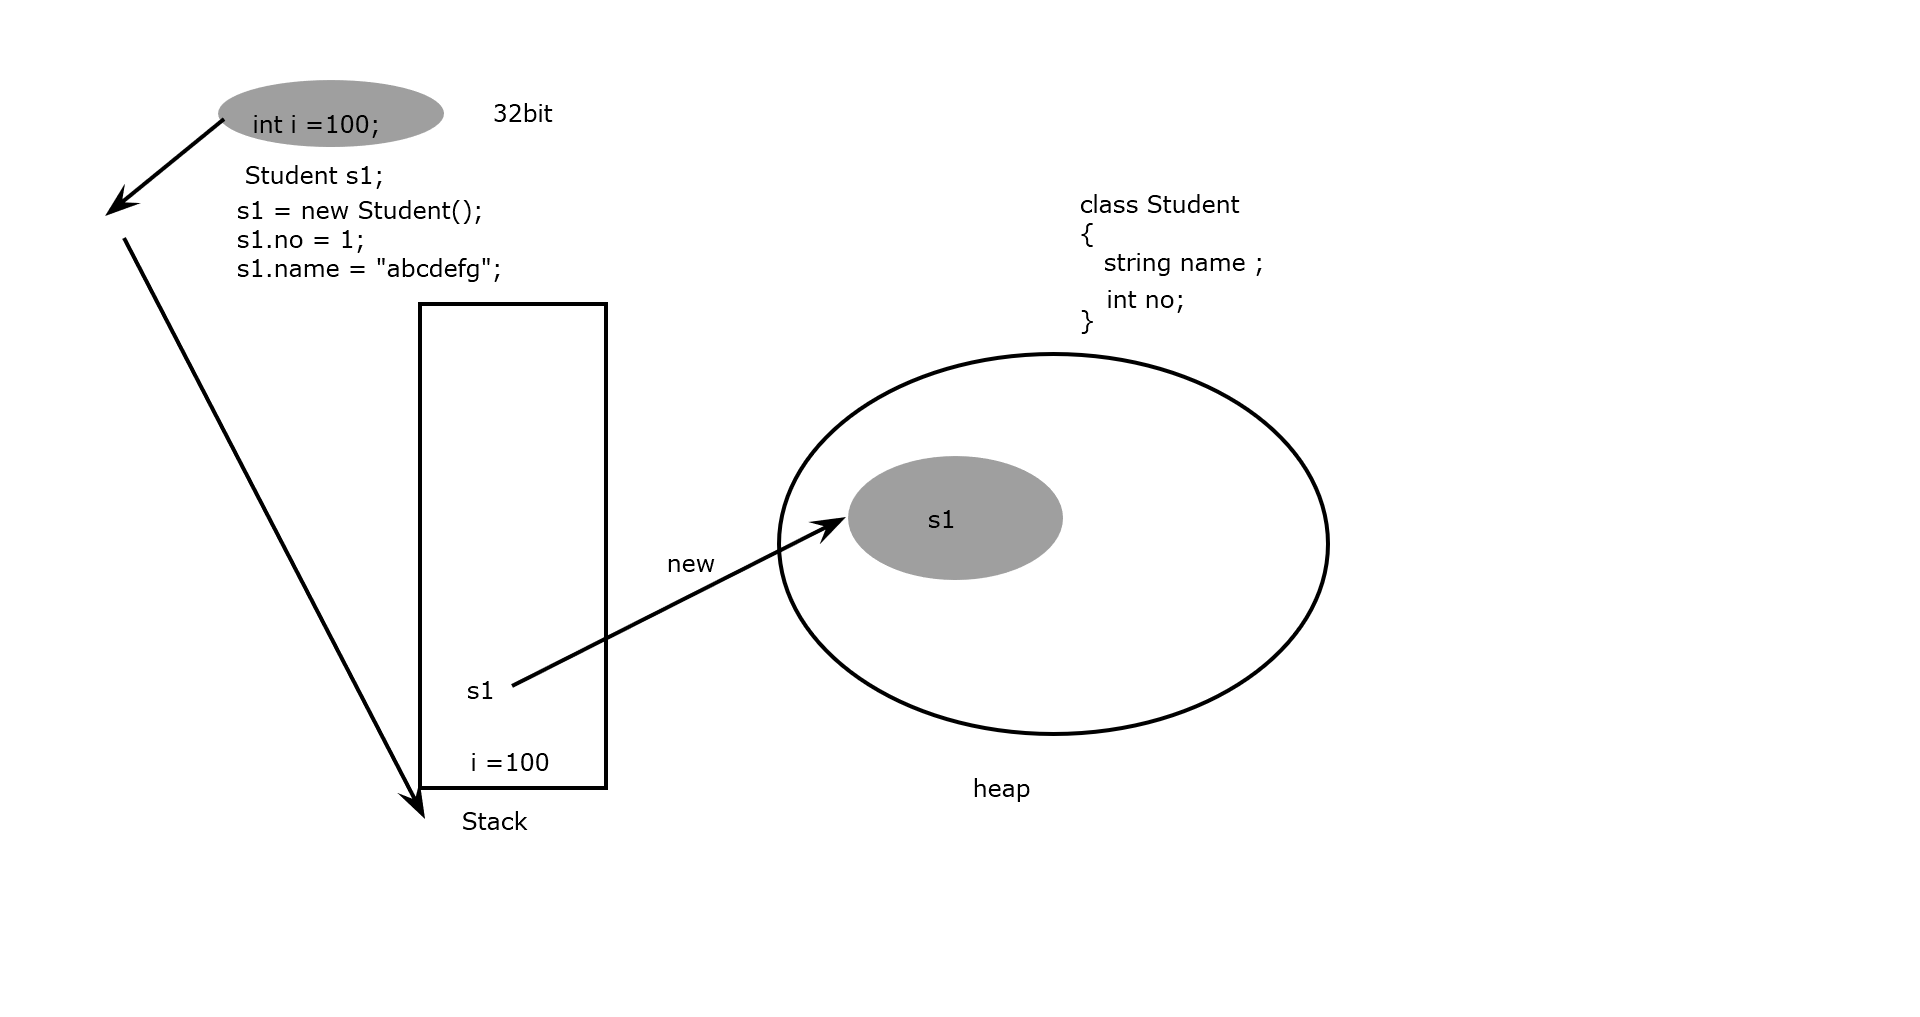 int i =100;
32bit
Student s1;
s1 = new Student();
s1.no = 1;
s1.name = "abcdefg";
class Student
{
string name ;
int no;
}
s1
new
s1
i =100
Stack
heap